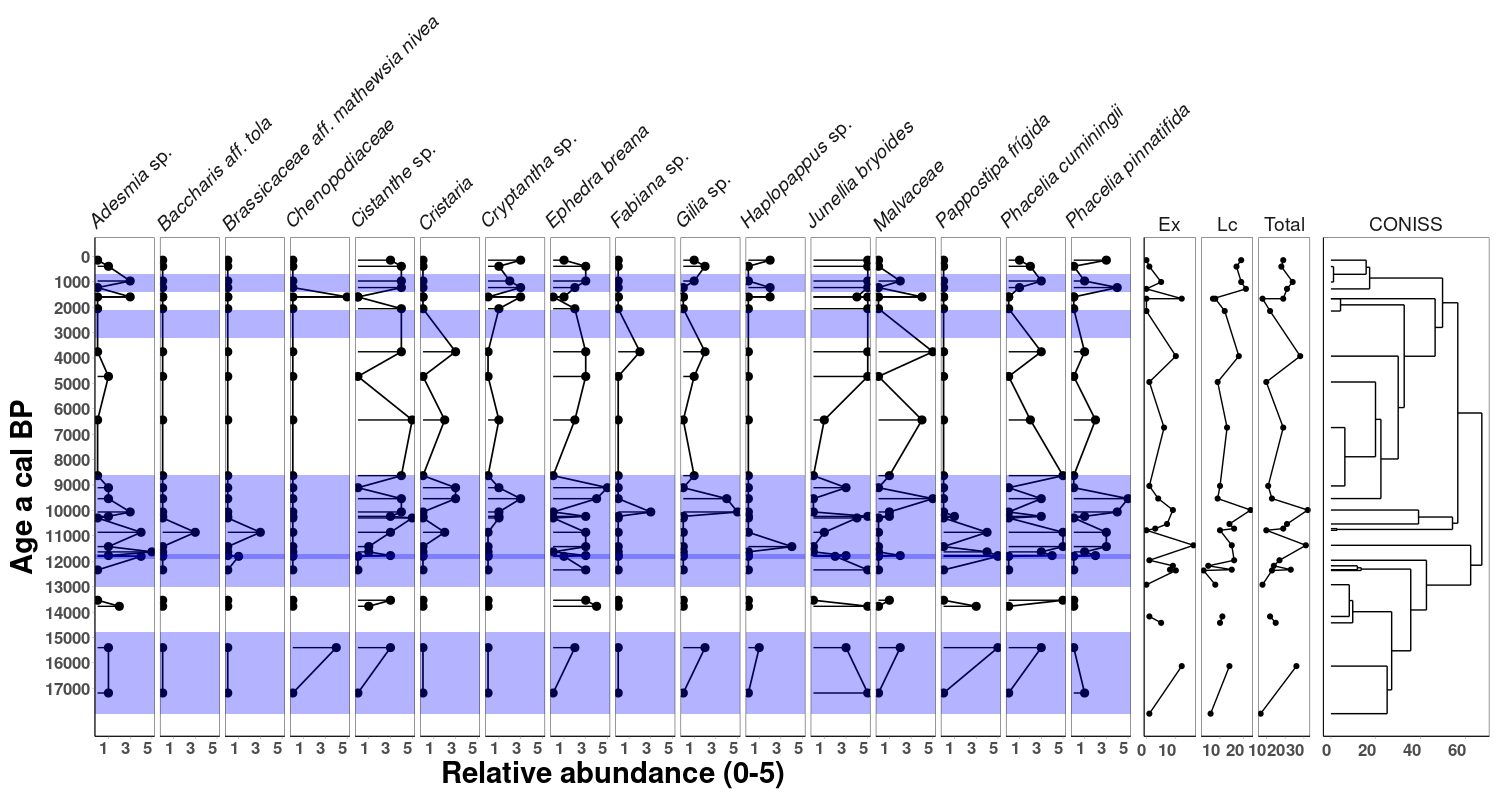 Adesmia sp.
Baccharis aff. tola
Brassicaceae aff. mathewsia nivea
Chenopodiaceae
Cistanthe sp.
Cristaria
Cryptantha sp.
Ephedra breana
Fabiana sp.
Gilia sp.
Haplopappus sp.
Junellia bryoides
Malvaceae
Pappostipa frígida
Phacelia cuminingii
Phacelia pinnatifida
Ex Lc Total CONISS
Age a cal BP
0
1000
2000
3000
4000
5000
6000
7000
8000
9000
10000
11000
12000
13000
14000
15000
16000
17000
1 3 5 1 3 5 1 3 5 1 3 5 1 3 5 1 3 5 1 3 5 1 3 5 1 3 5 1 3 5 1 3 5 1 3 5 1 3 5 1 3 5 1 3 5 1 3 5 0 10 10 20 10 20 30 0 20 40 60
Relative abundance (0-5)